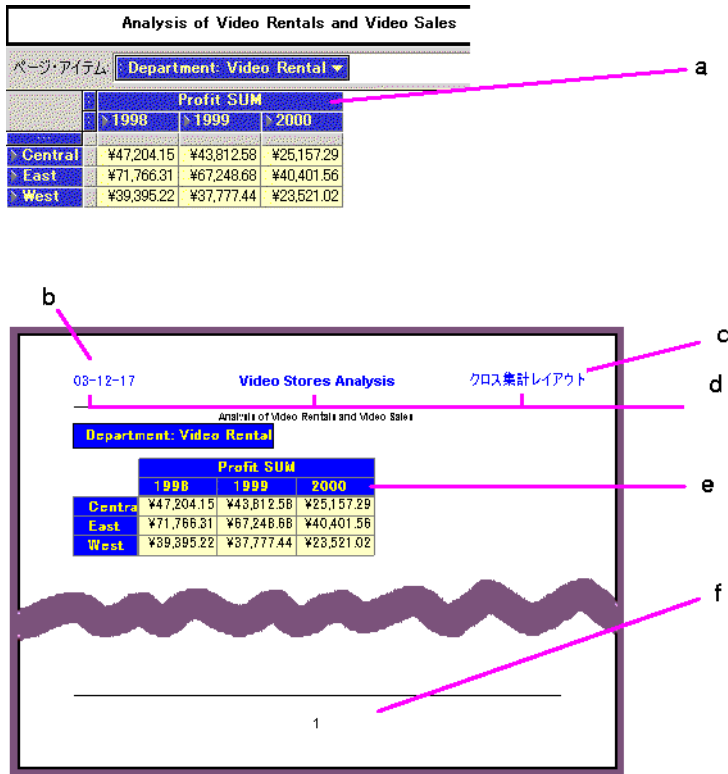 Analysis of Video Rentals and Video Sales
ページ・アイテム Department: Video Rental
a
Profit SUM
1998 1999 2000
Central ¥47,204.15 ¥43,812.58 ¥25,157.29
East ¥71,766.31 ¥67,248.68 ¥40,401.56
West ¥39,395.22 ¥37,777.44 ¥23,521.02
b
c
03-12-17 Video Stores Analysis クロス集計レイアウト
d
Analysis of Video Rentals and Video Sales
Department: Video Rental
Profit SUM
1998 1999 2000
e
Centra ¥47,204.15 ¥43,812.58 ¥25,157.29
East ¥71,766.31 ¥67,248.68 ¥40,401.56
West ¥39,395.22 ¥37,777.44 ¥23,521.02
f
1